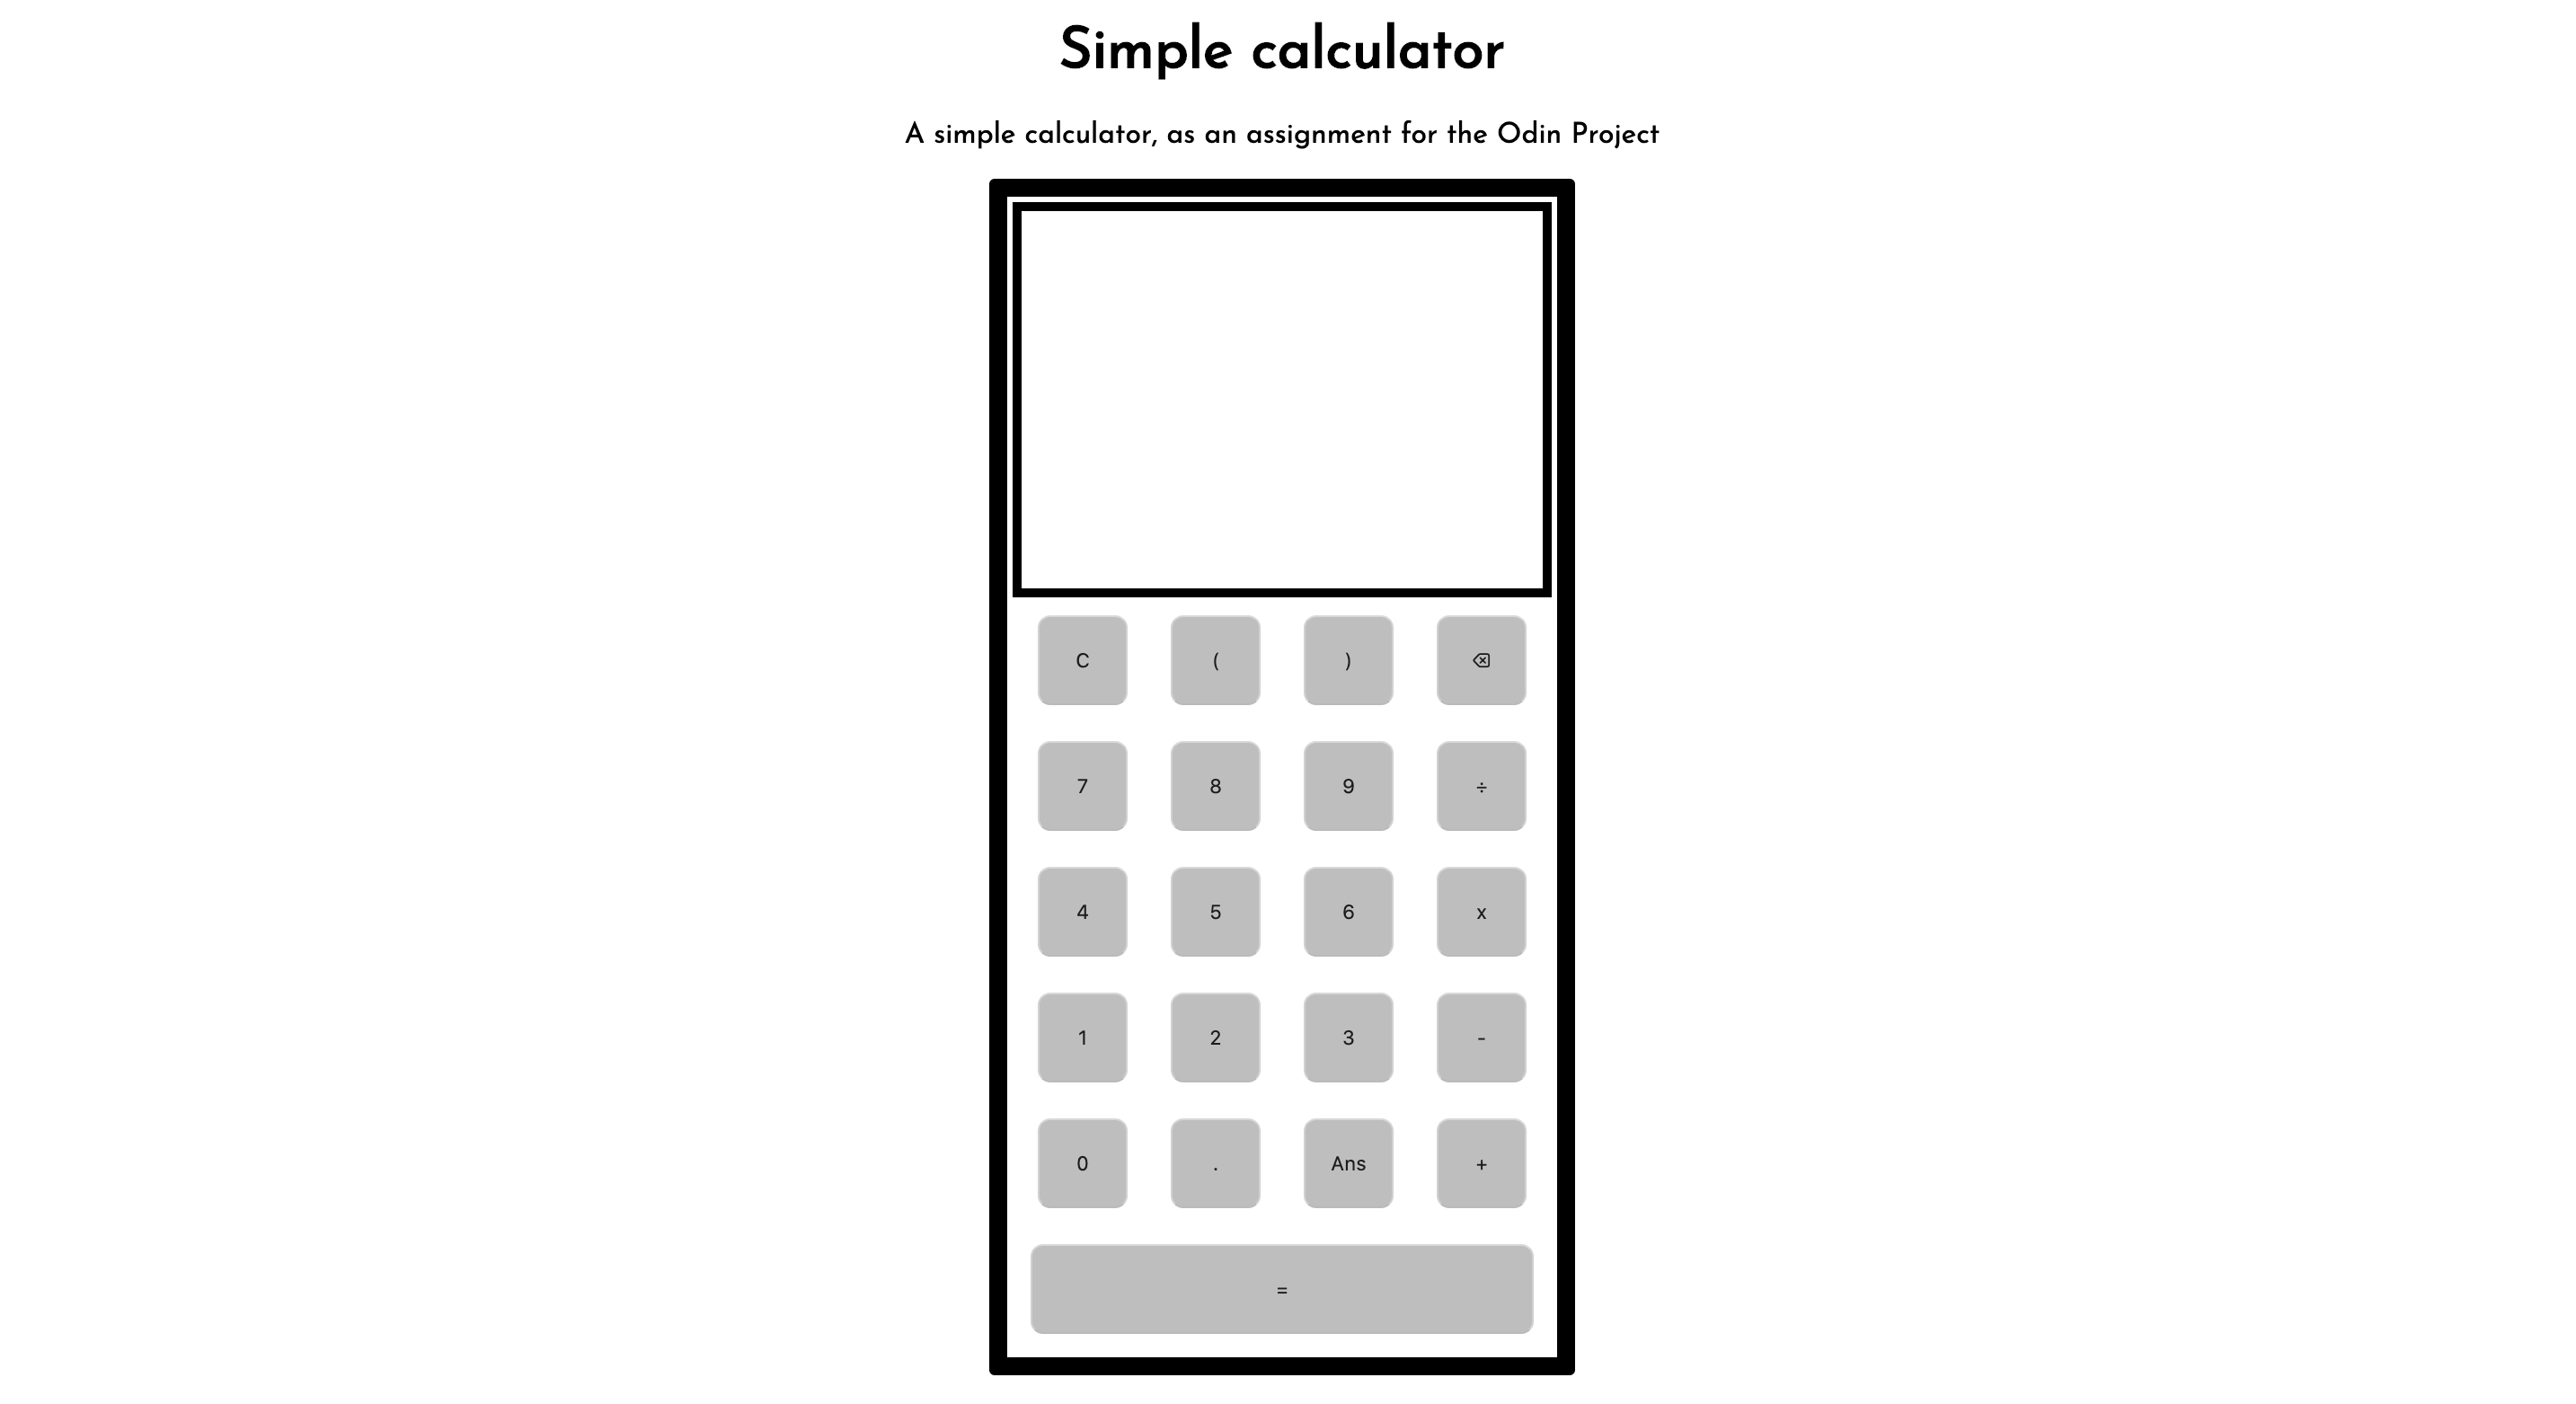 Simple calculator
A simple calculator, as an assignment for the Odin Project
C ( ) ⌫
7 8 9 ÷
4 5 6 x
1 2 3 -
0 . Ans +
=